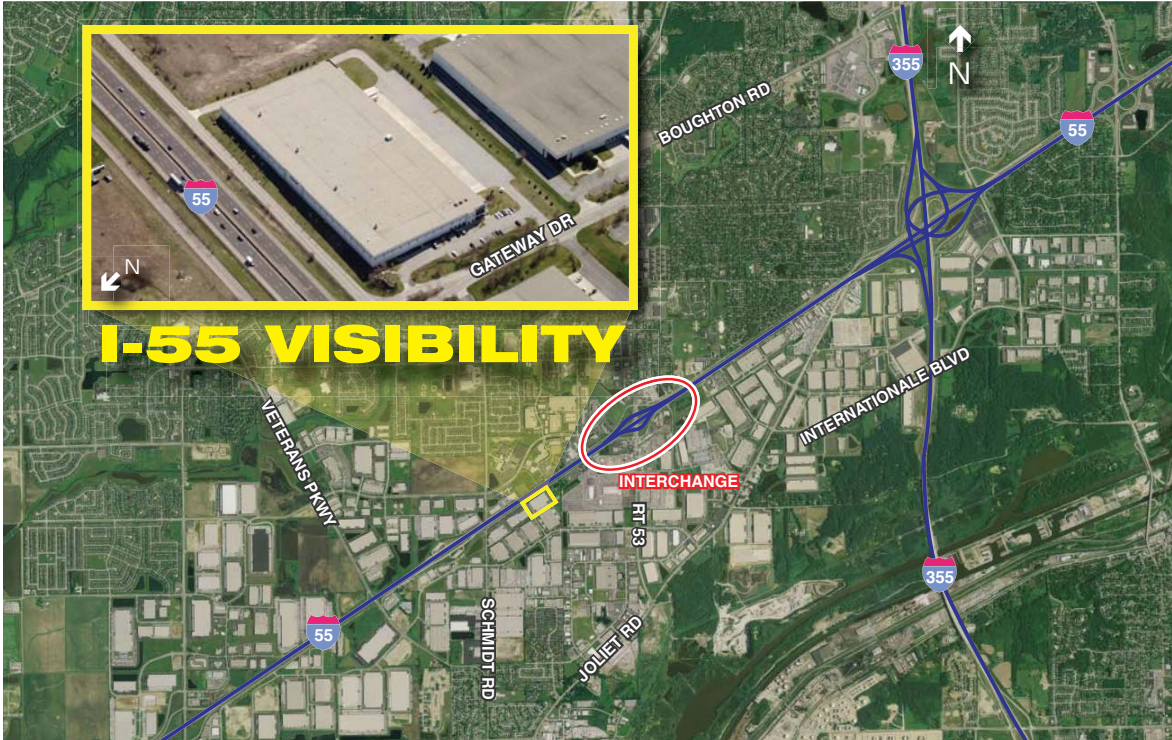 355
N
BOUGHTON RD
55
55
GATEWAY DR
N
I-55 VISIBILITY
INTERNATIONALE BLVD
VETERANS PKWY
INTERCHANGE
RT 53
355
SCHMIDT RD
55
JOLIET RD